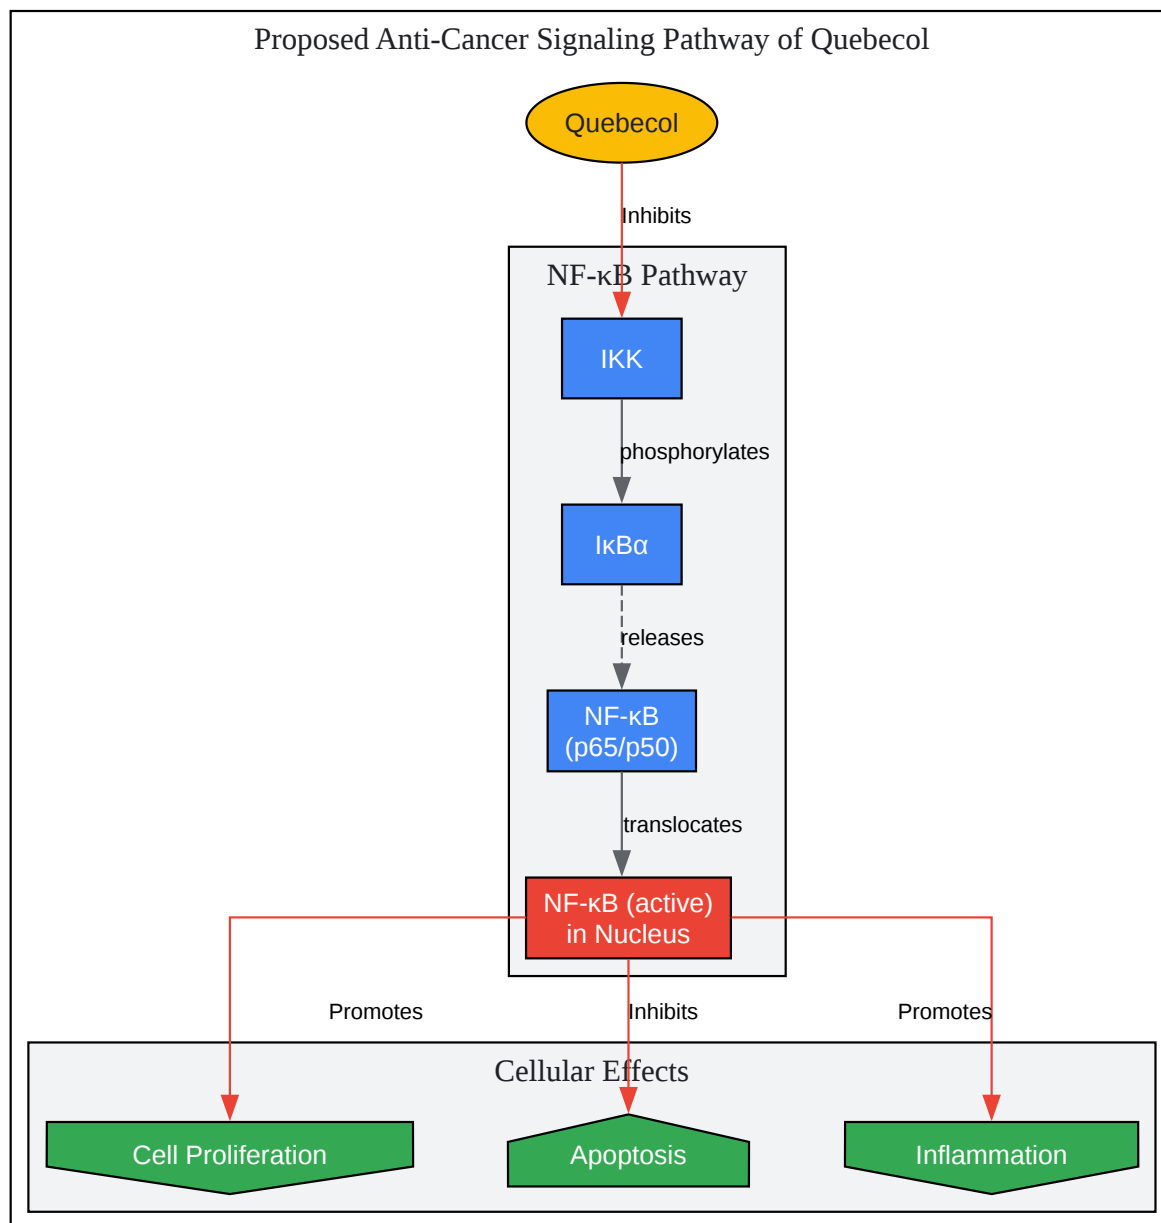 Proposed Anti-Cancer Signaling Pathway of Quebecol
Quebecol
Inhibits
NF-κB Pathway
IKK
phosphorylates
IκBα
releases
NF-κB
(p65/p50)
translocates
NF-κB (active)
in Nucleus
Promotes
Inhibits
Promotes
Cellular Effects
Cell Proliferation
Apoptosis
Inflammation